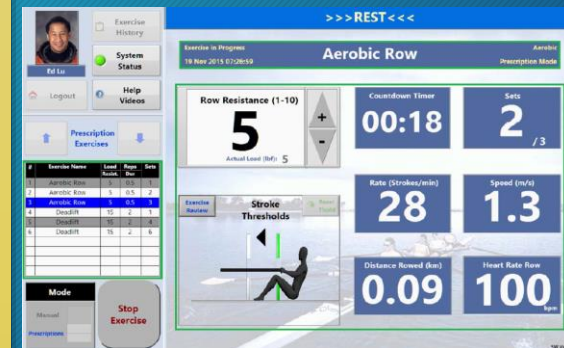 >>>REST<<<
Exercise
History
System
Status
Ed Lu
Logout
Help
Videos
Prescription
Exercises
# Exercise Name Load Resist. Reps Dur Sets
1 Aerobic Row 5 0.5 1
2 Aerobic Row 5 0.5 2
3 Aerobic Row 5 0.5 3
4 Deadlift 15 2 1
Deadlift 15 2 4
6 Deadlift 15 2 6
Mode
Manual
Prescriptions
Stop
Exercise
Exercise in Progress
19 Nov 2015 07:26:59
Aerobic Row
Aerobic
Prescription Mode
Row Resistance (1-10)
5
+
-
Actual Load (lbf): 5
Countdown Timer
00:18
Sets
2
/3
Exercise
Review
Stroke
Thresholds
Rate (Strokes/min)
28
Speed (m/s)
1.3
Distance Rowed (km)
0.09
Heart Rate Row
100
bpm